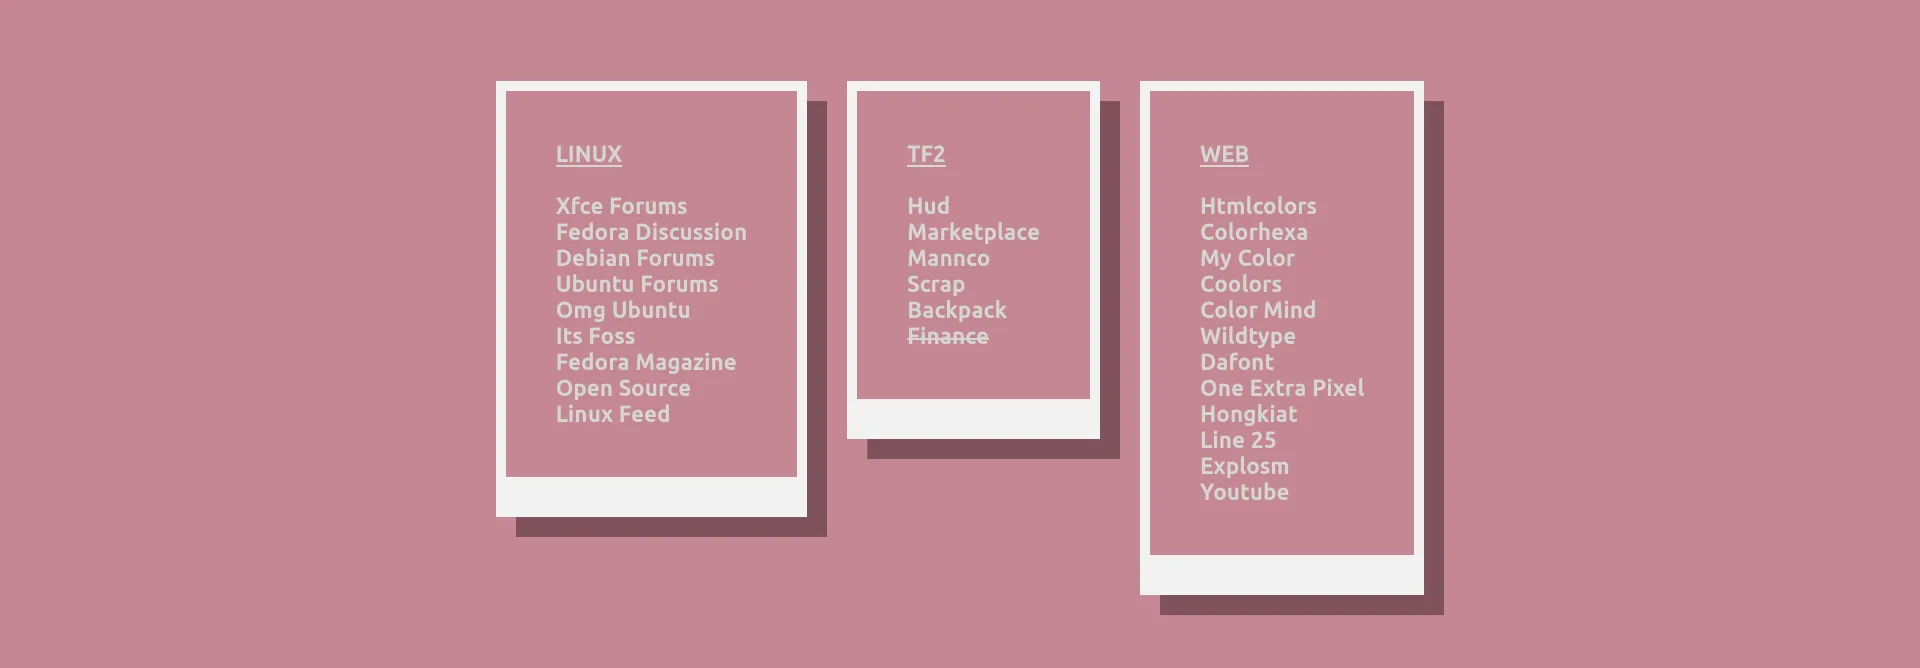 LINUX
Xfce Forums
Fedora Discussion
Debian Forums
Ubuntu Forums
Omg Ubuntu
Its Foss
Fedora Magazine
Open Source
Linux Feed
TF2
Hud
Marketplace
Mannco
Scrap
Backpack
Finance
WEB
Htmlcolors
Colorhexa
My Color
Coolors
Color Mind
Wildtype
Dafont
One Extra Pixel
Hongkiat
Line 25
Explosm
Youtube